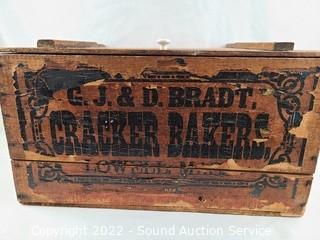 G. J. & D. BRADT,
CRACKER BAKERS,
LOWELL, MASS.
Copyright 2022 - Sound Auction Service